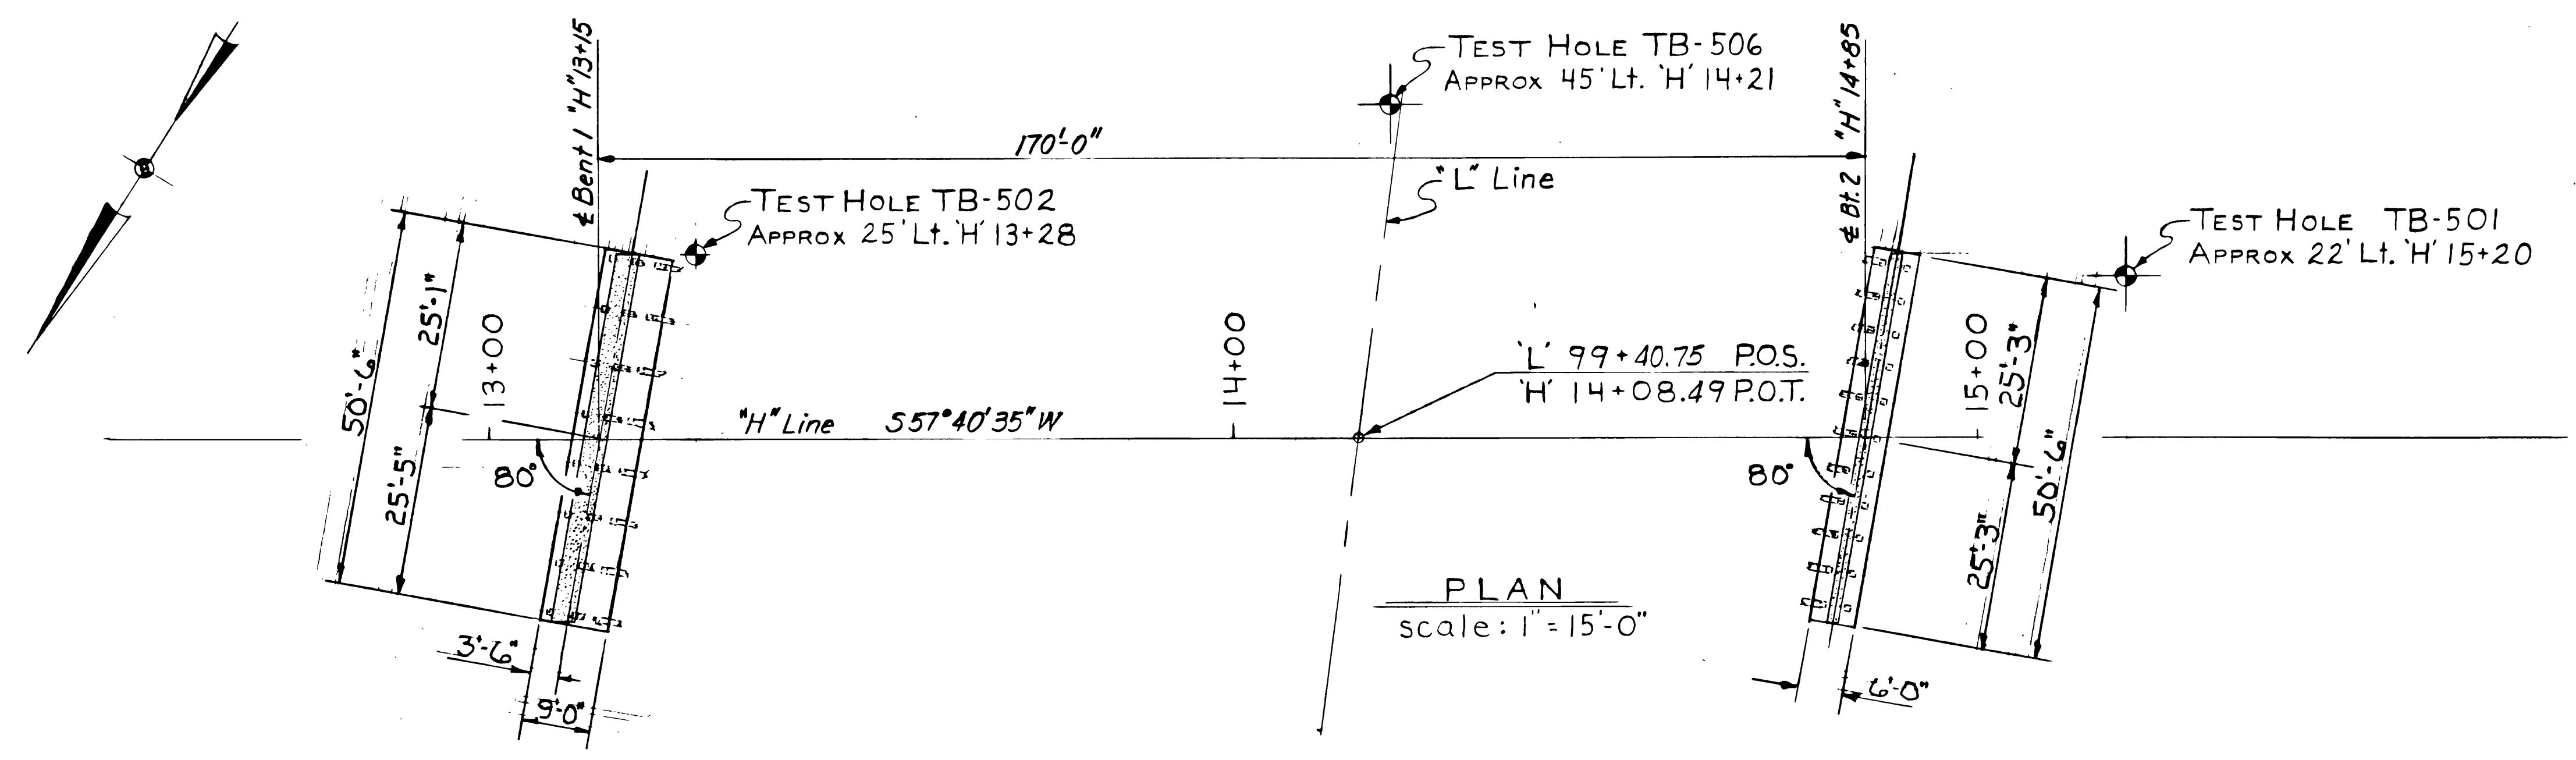 ℄ Bent 1 "H" 13+15
TEST HOLE TB-506
APPROX 45' Lt. 'H' 14+21
℄ Bt. 2 "H" 14+85
170'-0"
"L" Line
TEST HOLE TB-502
APPROX 25' Lt. 'H' 13+28
TEST HOLE TB-501
APPROX 22' Lt. 'H' 15+20
50'-6"
25'-1"
25'-5"
13+00
14+00
'L' 99+40.75 P.O.S.
'H' 14+08.49 P.O.T.
15+00
25'-3"
25'-3"
50'-6"
"H" Line S57°40'35"W
80°
80°
PLAN
scale: 1" = 15'-0"
3'-6"
9'-0"
6'-0"